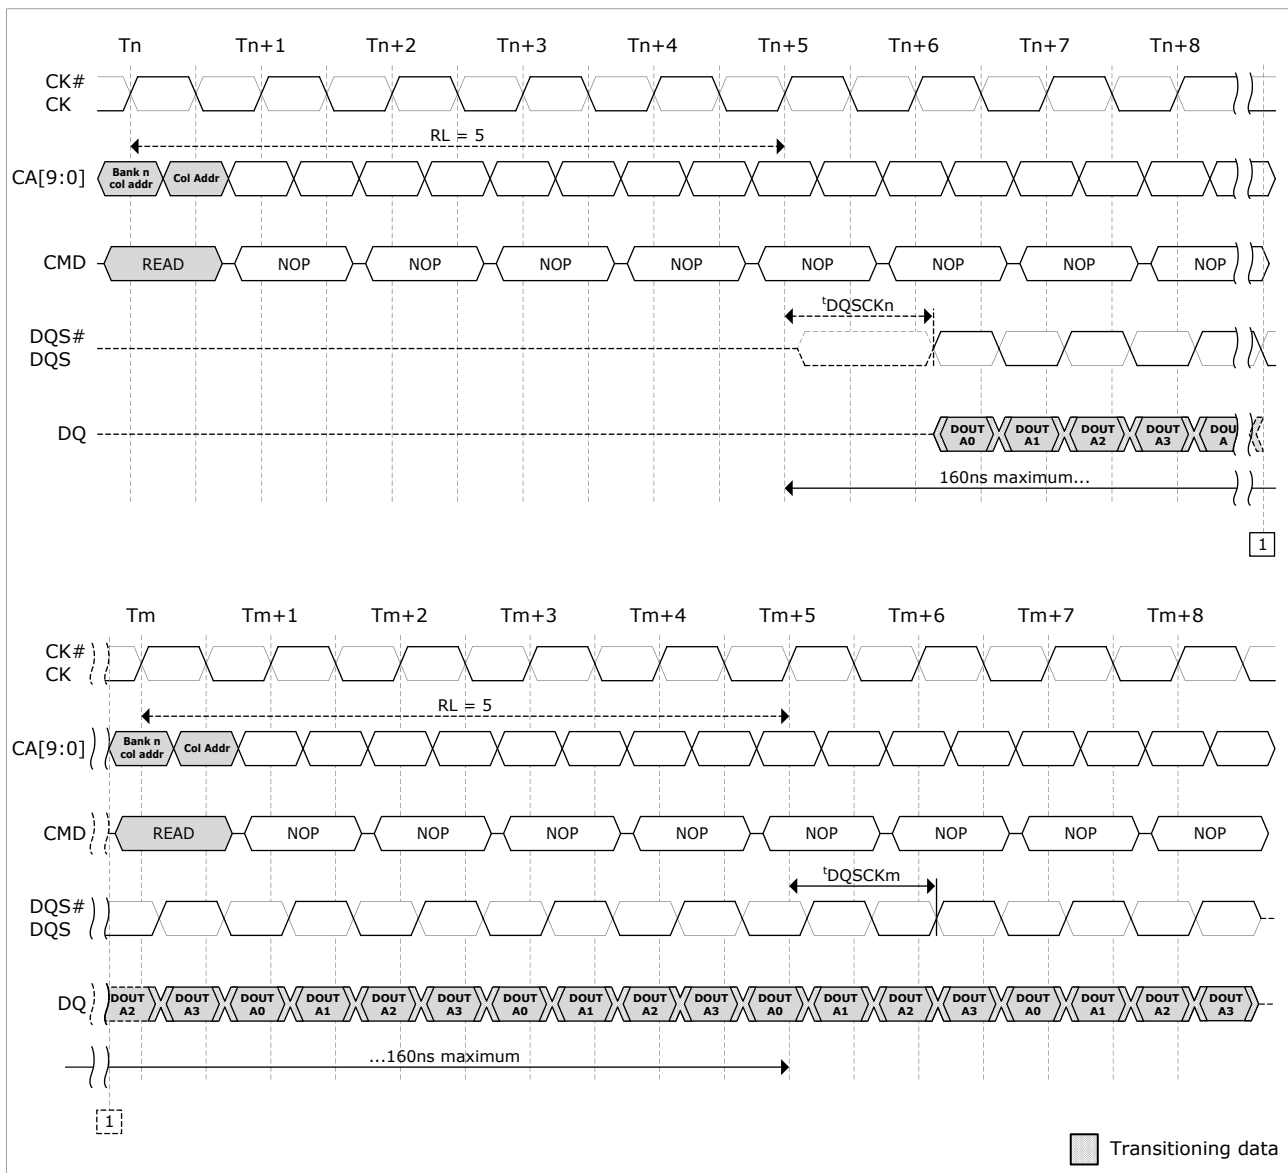 Tn Tn+1 Tn+2 Tn+3 Tn+4 Tn+5 Tn+6 Tn+7 Tn+8
CK#
CK
RL = 5
CA[9:0] Bank n col addr Col Addr
CMD READ NOP NOP NOP NOP NOP NOP NOP NOP
tDQSCKn
DQS#
DQS
DQ DOUT A0 DOUT A1 DOUT A2 DOUT A3 DOU A
160ns maximum...
1
Tm Tm+1 Tm+2 Tm+3 Tm+4 Tm+5 Tm+6 Tm+7 Tm+8
CK#
CK
RL = 5
CA[9:0] Bank n col addr Col Addr
CMD READ NOP NOP NOP NOP NOP NOP NOP NOP
tDQSCKm
DQS#
DQS
DQ DOUT A2 DOUT A3 DOUT A0 DOUT A1 DOUT A2 DOUT A3 DOUT A0 DOUT A1 DOUT A2 DOUT A3 DOUT A0 DOUT A1 DOUT A2 DOUT A3 DOUT A0 DOUT A1 DOUT A2 DOUT A3
...160ns maximum
1
Transitioning data